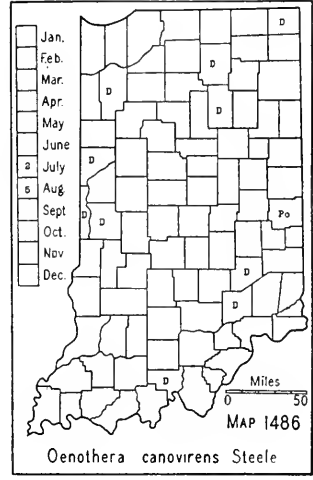 D
Jan.
Feb.
D
Mar.
D
Apr.
D
May
June
2 July
D
5 Aug.
Sept
D D
Po
Oct.
Nov
D
Dec.
D
D
Miles
0 50
MAP 1486
Oenothera canovirens Steele